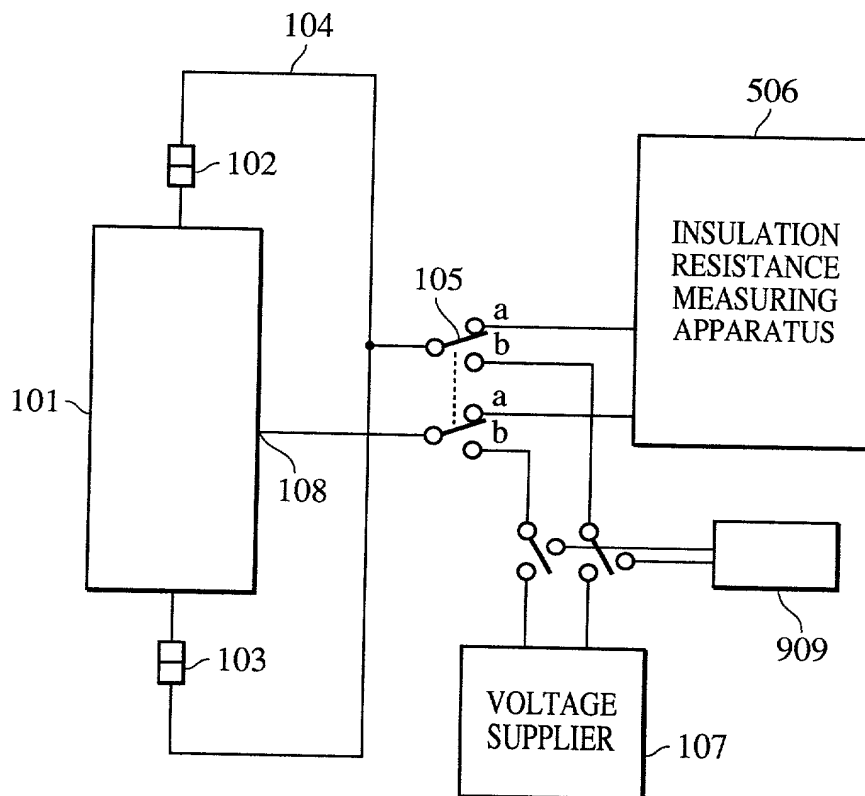 104
506
102
INSULATION
RESISTANCE
MEASURING
APPARATUS
105
a
b
101
a
b
108
103
909
VOLTAGE
SUPPLIER
107